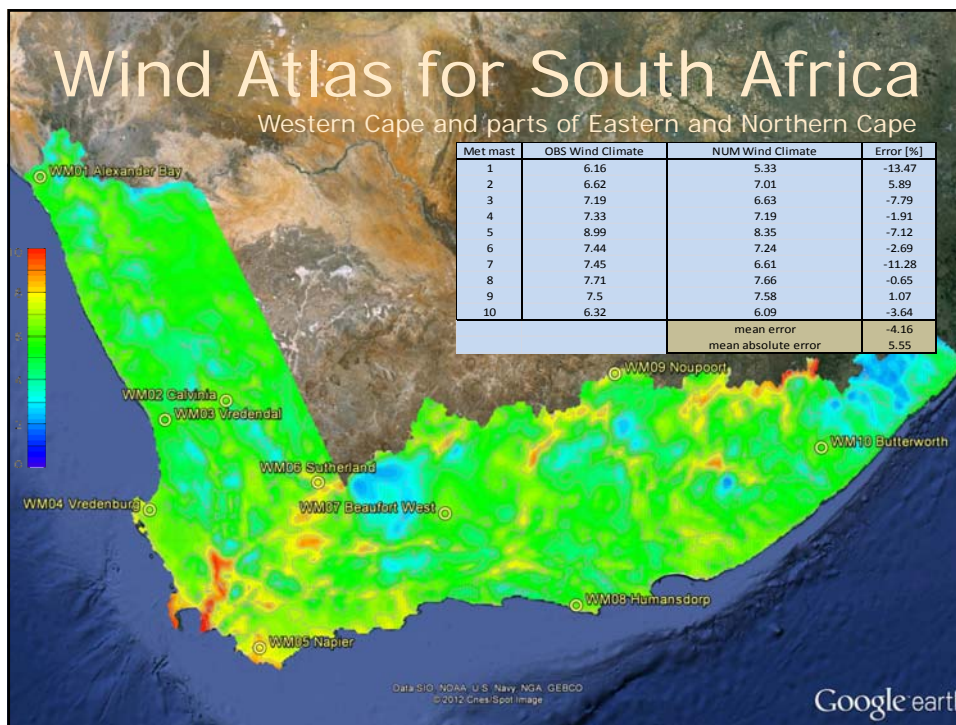 Wind Atlas for South Africa
Western Cape and parts of Eastern and Northern Cape
Met mast OBS Wind Climate NUM Wind Climate Error [%]
1 6.16 5.33 -13.47
2 6.62 7.01 5.89
3 7.19 6.63 -7.79
4 7.33 7.19 -1.91
5 8.99 8.35 -7.12
6 7.44 7.24 -2.69
7 7.45 6.61 -11.28
8 7.71 7.66 -0.65
9 7.5 7.58 1.07
10 6.32 6.09 -3.64
mean error -4.16
mean absolute error 5.55
WM01 Alexander Bay
WM09 Noupoort
WM02 Calvinia
WM03 Vredendal
WM10 Butterworth
WM06 Sutherland
WM04 Vredenburg
WM07 Beaufort West
WM08 Humansdorp
WM05 Napier
Data SIO, NOAA, U.S. Navy, NGA, GEBCO
© 2012 Cnes/Spot Image
Google earth